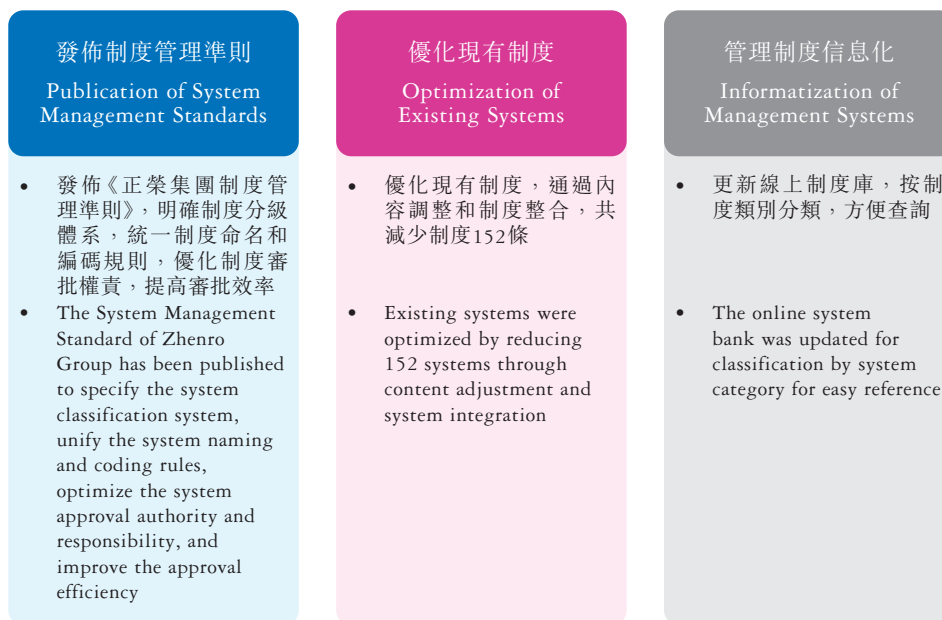 發佈制度管理準則
Publication of System
Management Standards
• 發佈《正榮集團制度管
理準則》，明確制度分級
體系，統一制度命名和
編碼規則，優化制度審
批權責，提高審批效率
• The System Management
Standard of Zhenro
Group has been published
to specify the system
classification system,
unify the system naming
and coding rules,
optimize the system
approval authority and
responsibility, and
improve the approval
efficiency
優化現有制度
Optimization of
Existing Systems
• 優化現有制度，通過內
容調整和制度整合，共
減少制度152條
• Existing systems were
optimized by reducing
152 systems through
content adjustment and
system integration
管理制度信息化
Informatization of
Management Systems
• 更新線上制度庫，按制
度類別分類，方便查詢
• The online system
bank was updated for
classification by system
category for easy reference